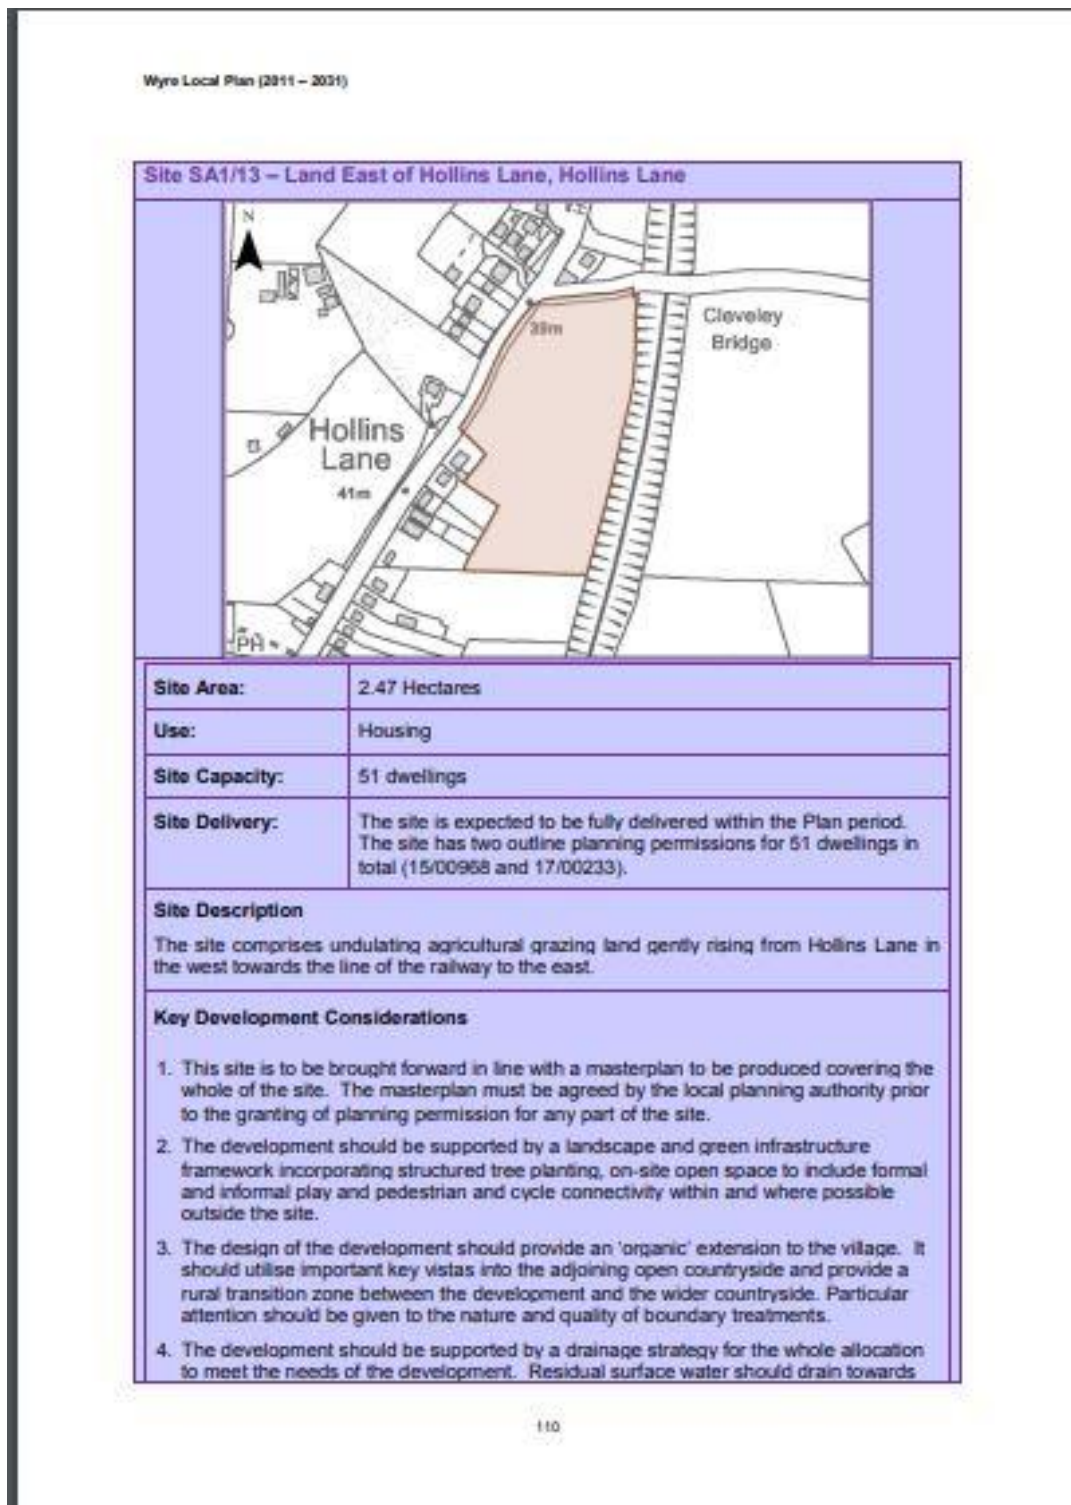 Wyre Local Plan (2011 – 2031)
Site SA1/13 – Land East of Hollins Lane, Hollins Lane
N
39m
Cleveley
Bridge
Hollins
Lane
41m
PH
Site Area:
2.47 Hectares
Use:
Housing
Site Capacity:
51 dwellings
Site Delivery:
The site is expected to be fully delivered within the Plan period.
The site has two outline planning permissions for 51 dwellings in
total (15/00968 and 17/00233).
Site Description
The site comprises undulating agricultural grazing land gently rising from Hollins Lane in
the west towards the line of the railway to the east.
Key Development Considerations
1. This site is to be brought forward in line with a masterplan to be produced covering the
whole of the site. The masterplan must be agreed by the local planning authority prior
to the granting of planning permission for any part of the site.
2. The development should be supported by a landscape and green infrastructure
framework incorporating structured tree planting, on-site open space to include formal
and informal play and pedestrian and cycle connectivity within and where possible
outside the site.
3. The design of the development should provide an 'organic' extension to the village. It
should utilise important key vistas into the adjoining open countryside and provide a
rural transition zone between the development and the wider countryside. Particular
attention should be given to the nature and quality of boundary treatments.
4. The development should be supported by a drainage strategy for the whole allocation
to meet the needs of the development. Residual surface water should drain towards
110